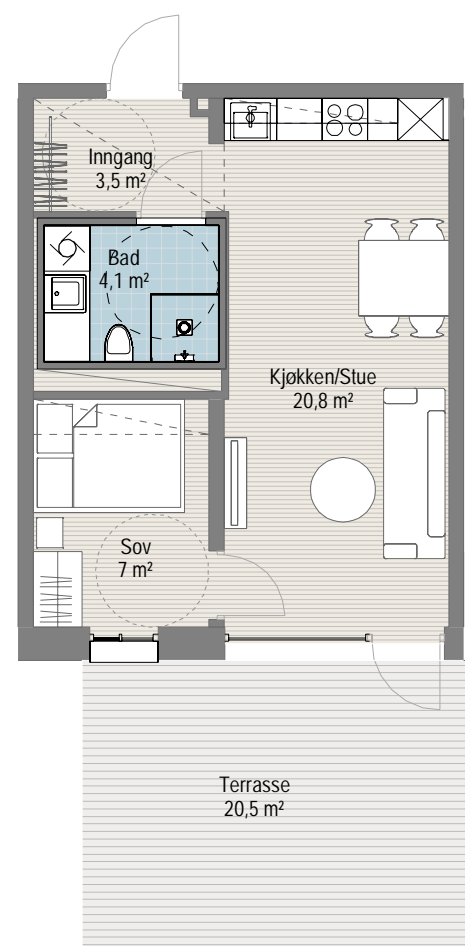 Inngang
3,5 m²
Bad
4,1 m²
Kjøkken/Stue
20,8 m²
Sov
7 m²
Terrasse
20,5 m²